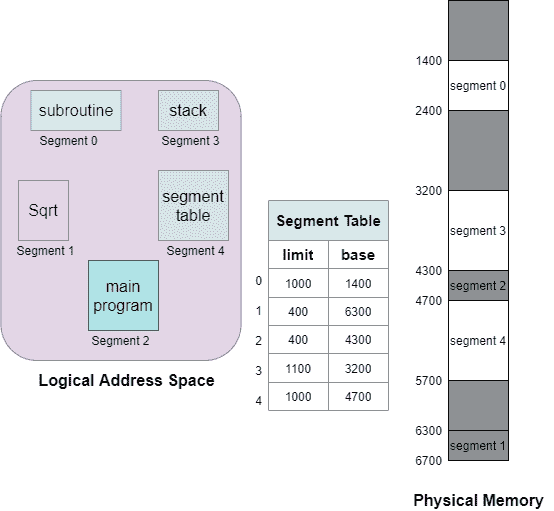 subroutine
Segment 0
stack
Segment 3
Sqrt
Segment 1
segment
table
Segment 4
main
program
Segment 2
Logical Address Space
Segment Table
limit base
0 1000 1400
1 400 6300
2 400 4300
3 1100 3200
4 1000 4700
1400
segment 0
2400
3200
segment 3
4300
segment 2
4700
segment 4
5700
6300
segment 1
6700
Physical Memory